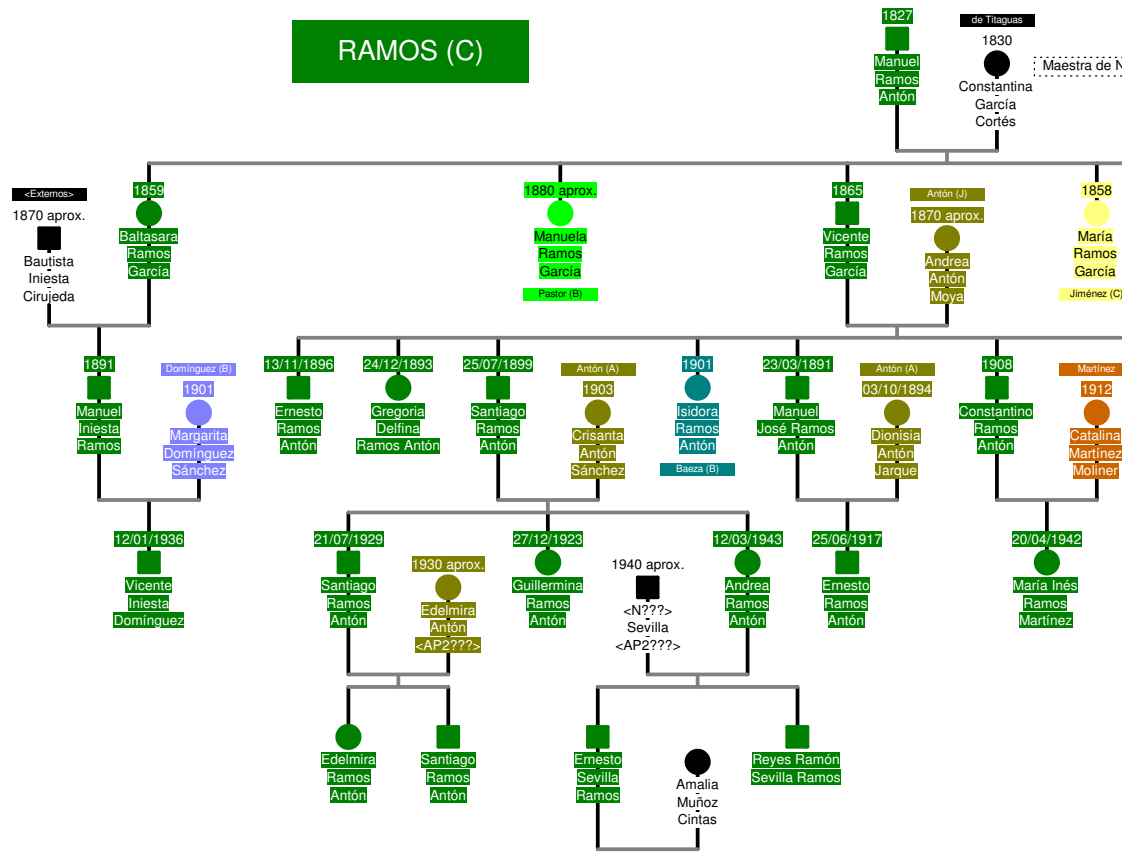 RAMOS (C)
1827
Manuel
Ramos
Antón
de Titaguas
1830
Constantina
García
Cortés
Maestra de N
<Externos>
1870 aprox.
Bautista
Iniesta
Cirujeda
1859
Baltasara
Ramos
García
1880 aprox.
Manuela
Ramos
García
Pastor (B)
1865
Vicente
Ramos
García
Antón (J)
1870 aprox.
Andrea
Antón
Moya
1858
María
Ramos
García
Jiménez (C)
1891
Manuel
Iniesta
Ramos
Domínguez (B)
1901
Margarita
Domínguez
Sánchez
13/11/1896
Ernesto
Ramos
Antón
24/12/1893
Gregoria
Delfina
Ramos Antón
25/07/1899
Santiago
Ramos
Antón
Antón (A)
1903
Crisanta
Antón
Sánchez
1901
Isidora
Ramos
Antón
Baeza (B)
23/03/1891
Manuel
José Ramos
Antón
Antón (A)
03/10/1894
Dionisia
Antón
Jarque
1908
Constantino
Ramos
Antón
Martínez
1912
Catalina
Martínez
Moliner
12/01/1936
Vicente
Iniesta
Domínguez
21/07/1929
Santiago
Ramos
Antón
1930 aprox.
Edelmira
Antón
<AP2???>
27/12/1923
Guillermina
Ramos
Antón
1940 aprox.
<N???>
Sevilla
<AP2???>
12/03/1943
Andrea
Ramos
Antón
25/06/1917
Ernesto
Ramos
Antón
20/04/1942
María Inés
Ramos
Martínez
Edelmira
Ramos
Antón
Santiago
Ramos
Antón
Ernesto
Sevilla
Ramos
Amalia
Muñoz
Cintas
Reyes Ramón
Sevilla Ramos